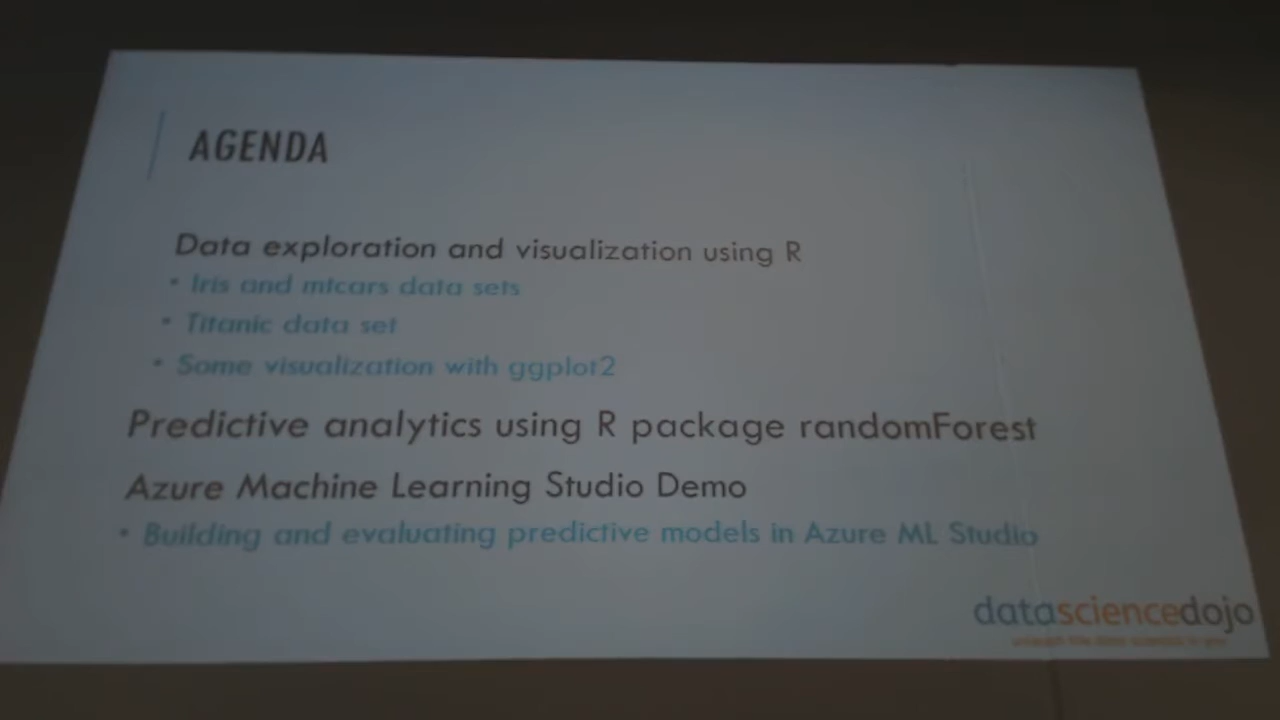 AGENDA
Data exploration and visualization using R
• Iris and mtcars data sets
• Titanic data set
• Some visualization with ggplot2
Predictive analytics using R package randomForest
Azure Machine Learning Studio Demo
• Building and evaluating predictive models in Azure ML Studio
datasciencedojo